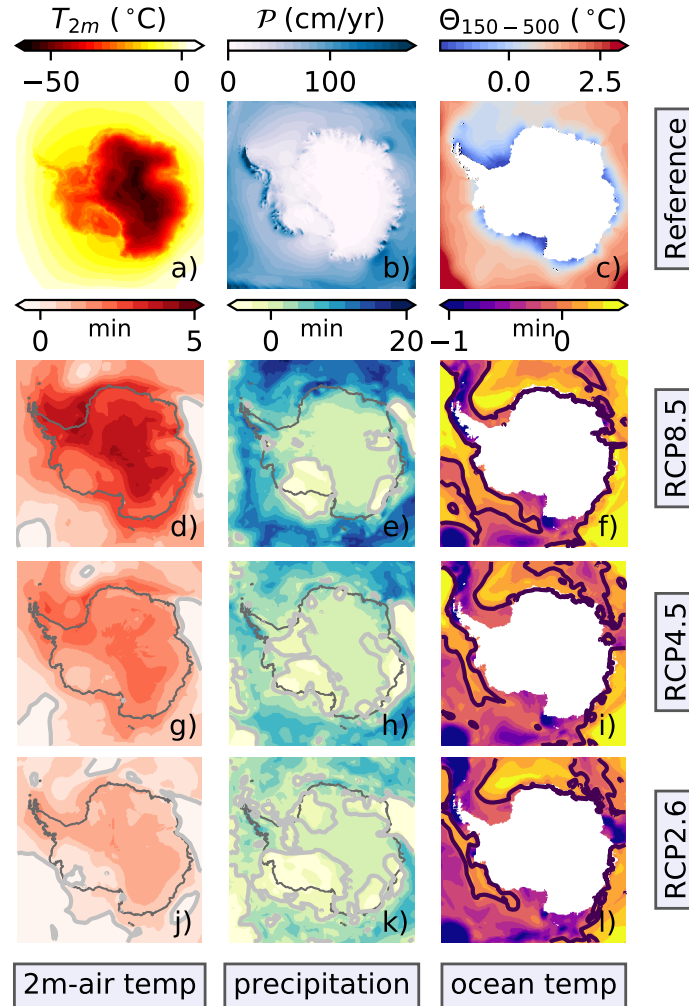 T2m (°C)
P (cm/yr)
Θ150−500 (°C)
−50 0
0 100
0.0 2.5
a)
b)
c)
Reference
0 min 5
0 min 20
−1 min 0
d)
e)
f)
RCP8.5
g)
h)
i)
RCP4.5
j)
k)
l)
RCP2.6
2m-air temp
precipitation
ocean temp